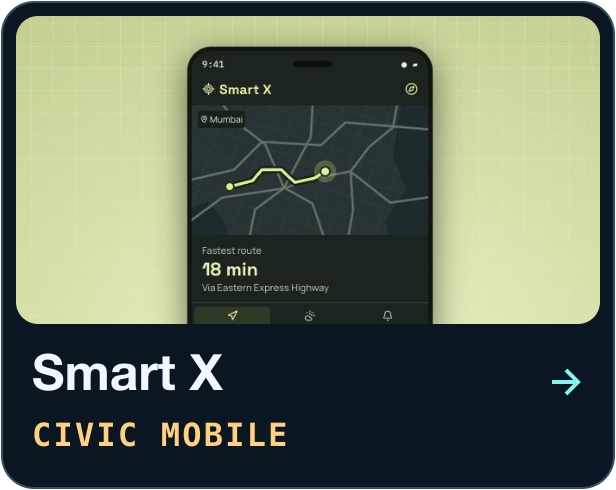 9:41
Smart X
Mumbai
Fastest route
18 min
Via Eastern Express Highway
Smart X
CIVIC MOBILE